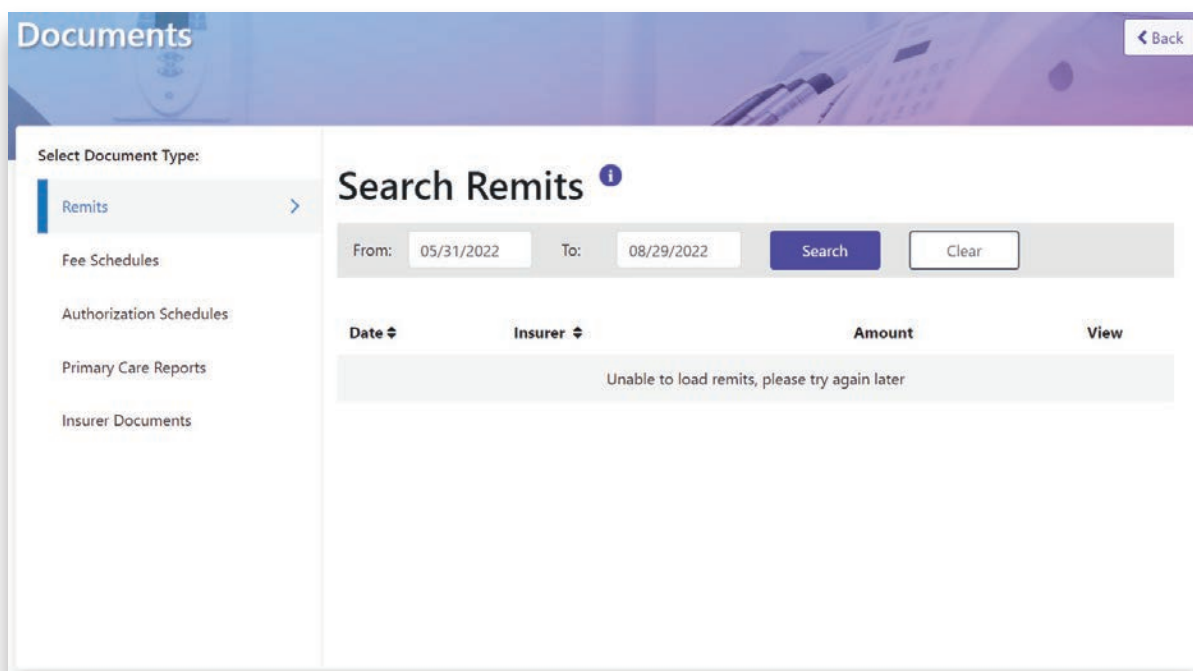 Documents
Back
Select Document Type:
Remits
Fee Schedules
Authorization Schedules
Primary Care Reports
Insurer Documents
Search Remits
From: 05/31/2022 To: 08/29/2022 Search Clear
Date Insurer Amount View
Unable to load remits, please try again later